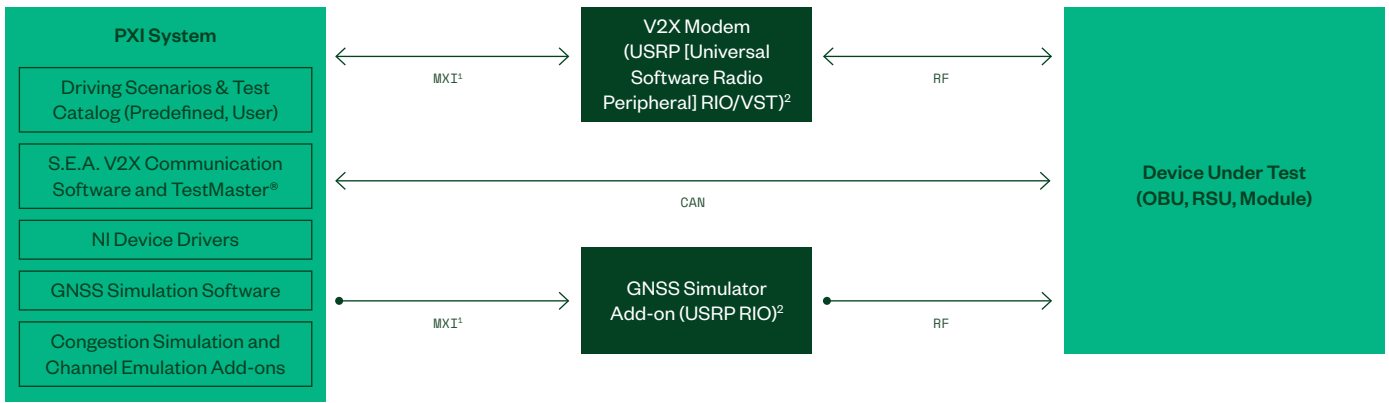 PXI System
Driving Scenarios & Test
Catalog (Predefined, User)
S.E.A. V2X Communication
Software and TestMaster®
NI Device Drivers
GNSS Simulation Software
Congestion Simulation and
Channel Emulation Add-ons
MXI¹
V2X Modem
(USRP [Universal
Software Radio
Peripheral] RIO/VST)²
RF
CAN
MXI¹
GNSS Simulator
Add-on (USRP RIO)²
RF
Device Under Test
(OBU, RSU, Module)